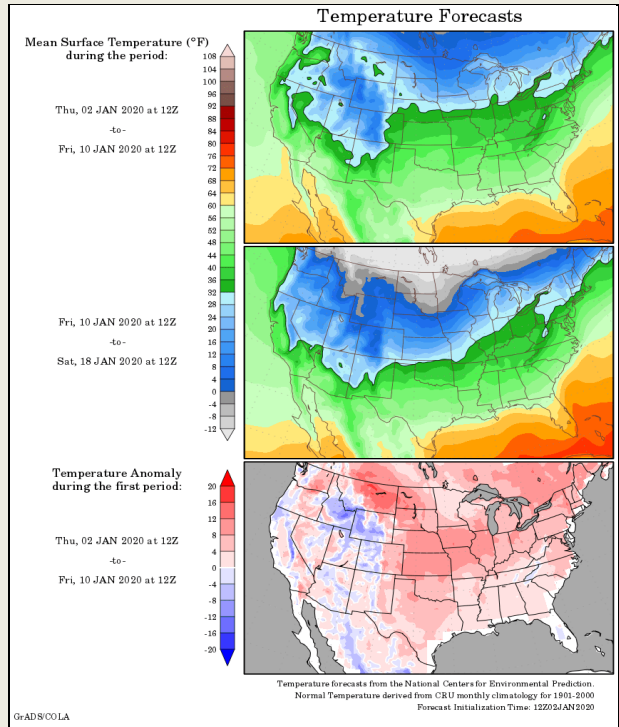 Temperature Forecasts
Mean Surface Temperature (°F)
during the period:
Thu, 02 JAN 2020 at 12Z
-to-
Fri, 10 JAN 2020 at 12Z
108
104
100
96
92
88
84
80
76
72
68
64
60
56
52
48
44
40
36
32
28
24
20
16
12
8
4
0
-4
-8
-12
Fri, 10 JAN 2020 at 12Z
-to-
Sat, 18 JAN 2020 at 12Z
Temperature Anomaly
during the first period:
Thu, 02 JAN 2020 at 12Z
-to-
Fri, 10 JAN 2020 at 12Z
20
16
12
8
4
0
-4
-8
-12
-16
-20
Temperature forecasts from the National Centers for Environmental Prediction.
Normal Temperature derived from CRU monthly climatology for 1901-2000
Forecast Initialization Time: 12Z02JAN2020
GrADS/COLA